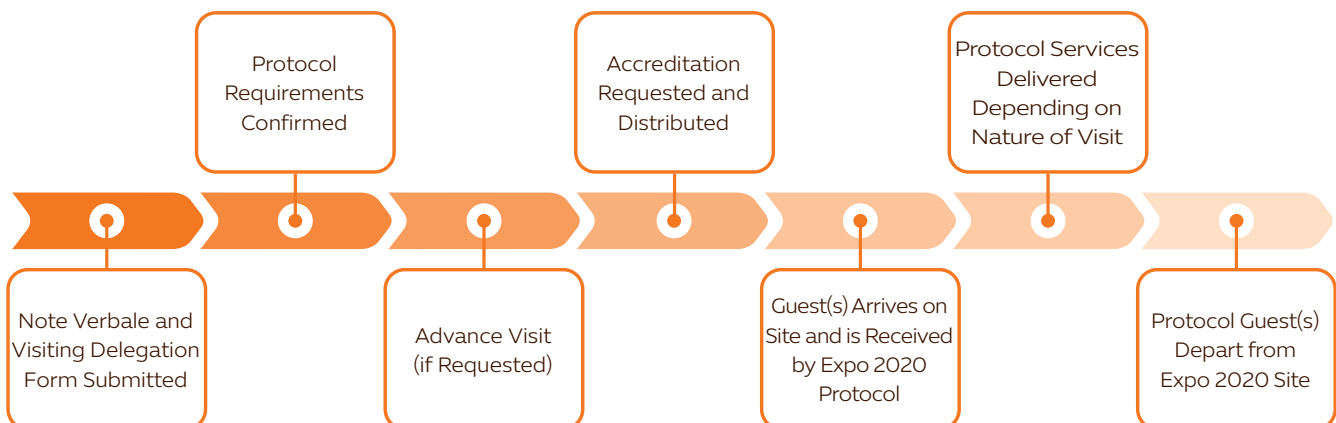 Note Verbale and
Visiting Delegation
Form Submitted
Protocol
Requirements
Confirmed
Advance Visit
(if Requested)
Accreditation
Requested and
Distributed
Guest(s) Arrives on
Site and is Received
by Expo 2020
Protocol
Protocol Services
Delivered
Depending on
Nature of Visit
Protocol Guest(s)
Depart from
Expo 2020 Site